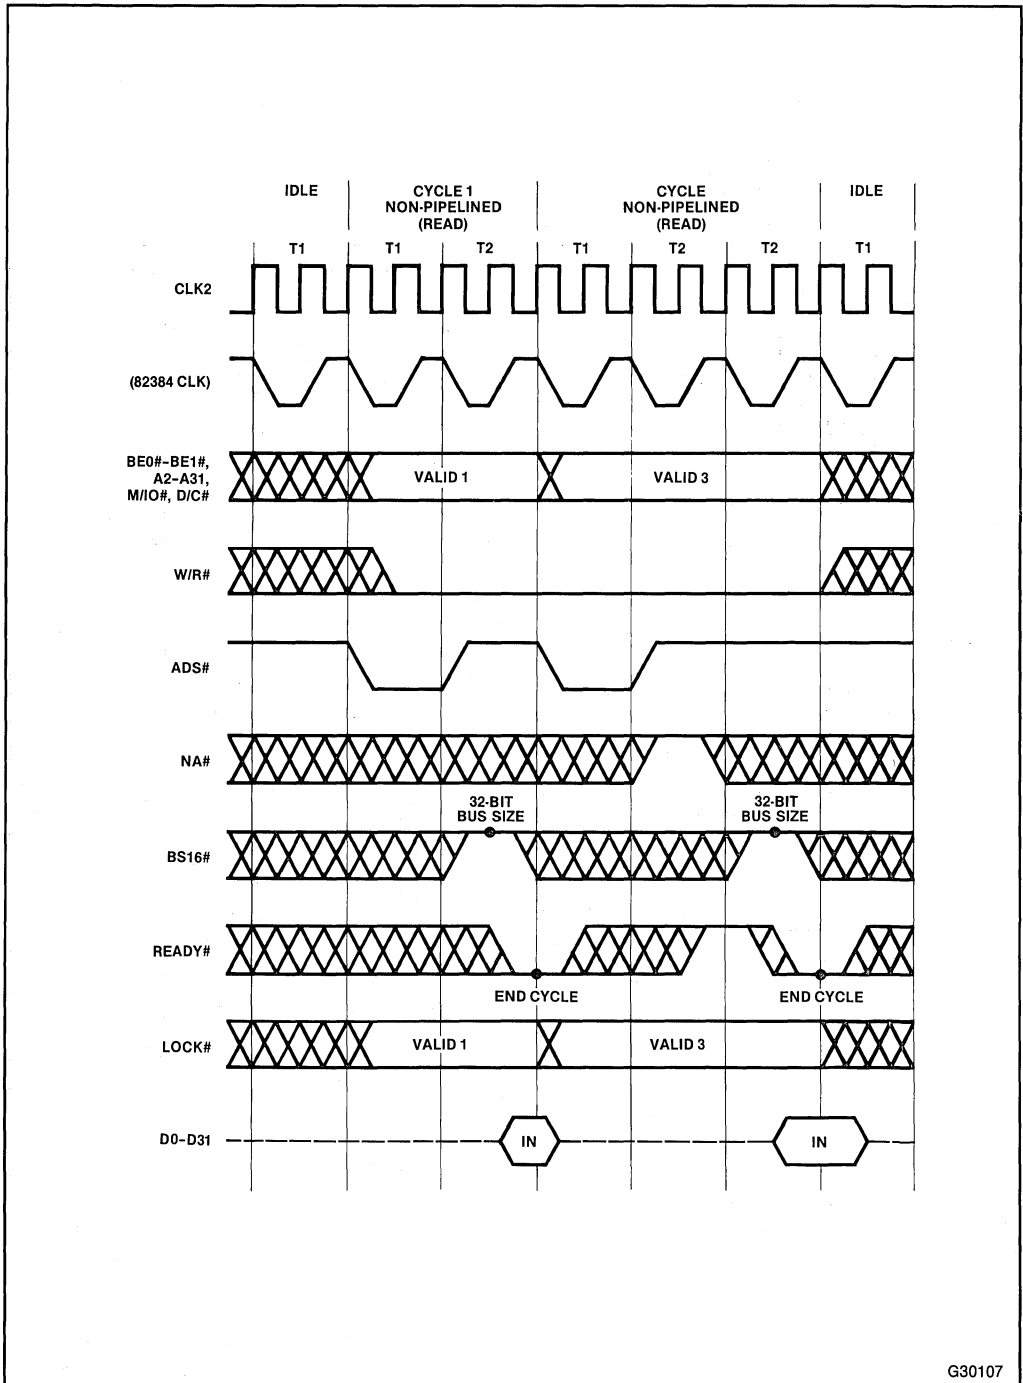 IDLE
CYCLE 1
NON-PIPELINED
(READ)
CYCLE
NON-PIPELINED
(READ)
IDLE
T1 T1 T2 T1 T2 T2 T1
CLK2
(82384 CLK)
BE0#-BE1#,
A2-A31,
M/IO#, D/C#
VALID 1 VALID 3
W/R#
ADS#
NA#
32-BIT
BUS SIZE
32-BIT
BUS SIZE
BS16#
READY#
END CYCLE END CYCLE
LOCK# VALID 1 VALID 3
D0-D31 IN IN
G30107